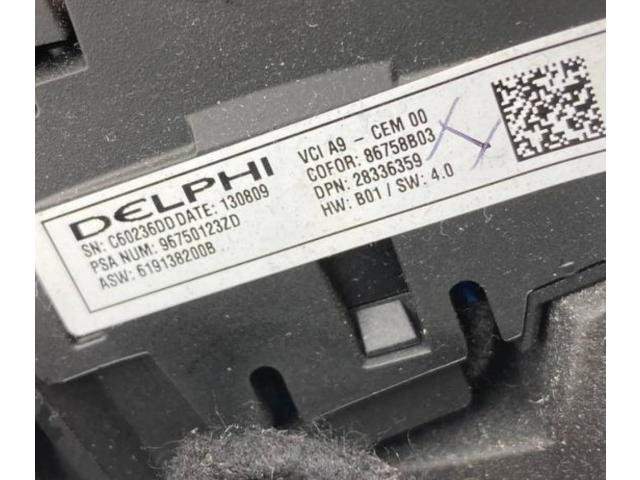 DELPHI
SN: C60236DD DATE: 130809
PSA NUM: 96750123ZD
ASW: 619138200B
VCI A9 - CEM 00
COFOR: 86758B03
DPN: 28336359
HW: B01 / SW: 4.0